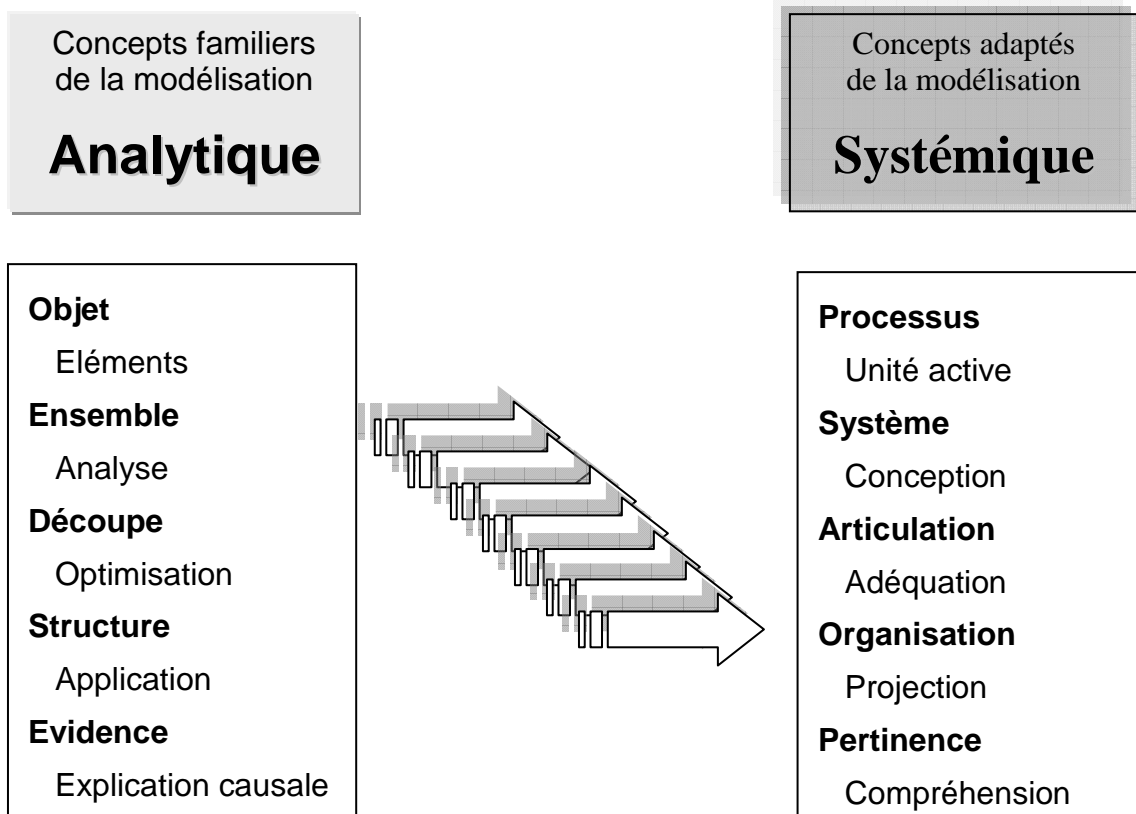 Concepts familiers
de la modélisation
Analytique
Concepts adaptés
de la modélisation
Systémique
Objet
Eléments
Ensemble
Analyse
Découpe
Optimisation
Structure
Application
Evidence
Explication causale
Processus
Unité active
Système
Conception
Articulation
Adéquation
Organisation
Projection
Pertinence
Compréhension